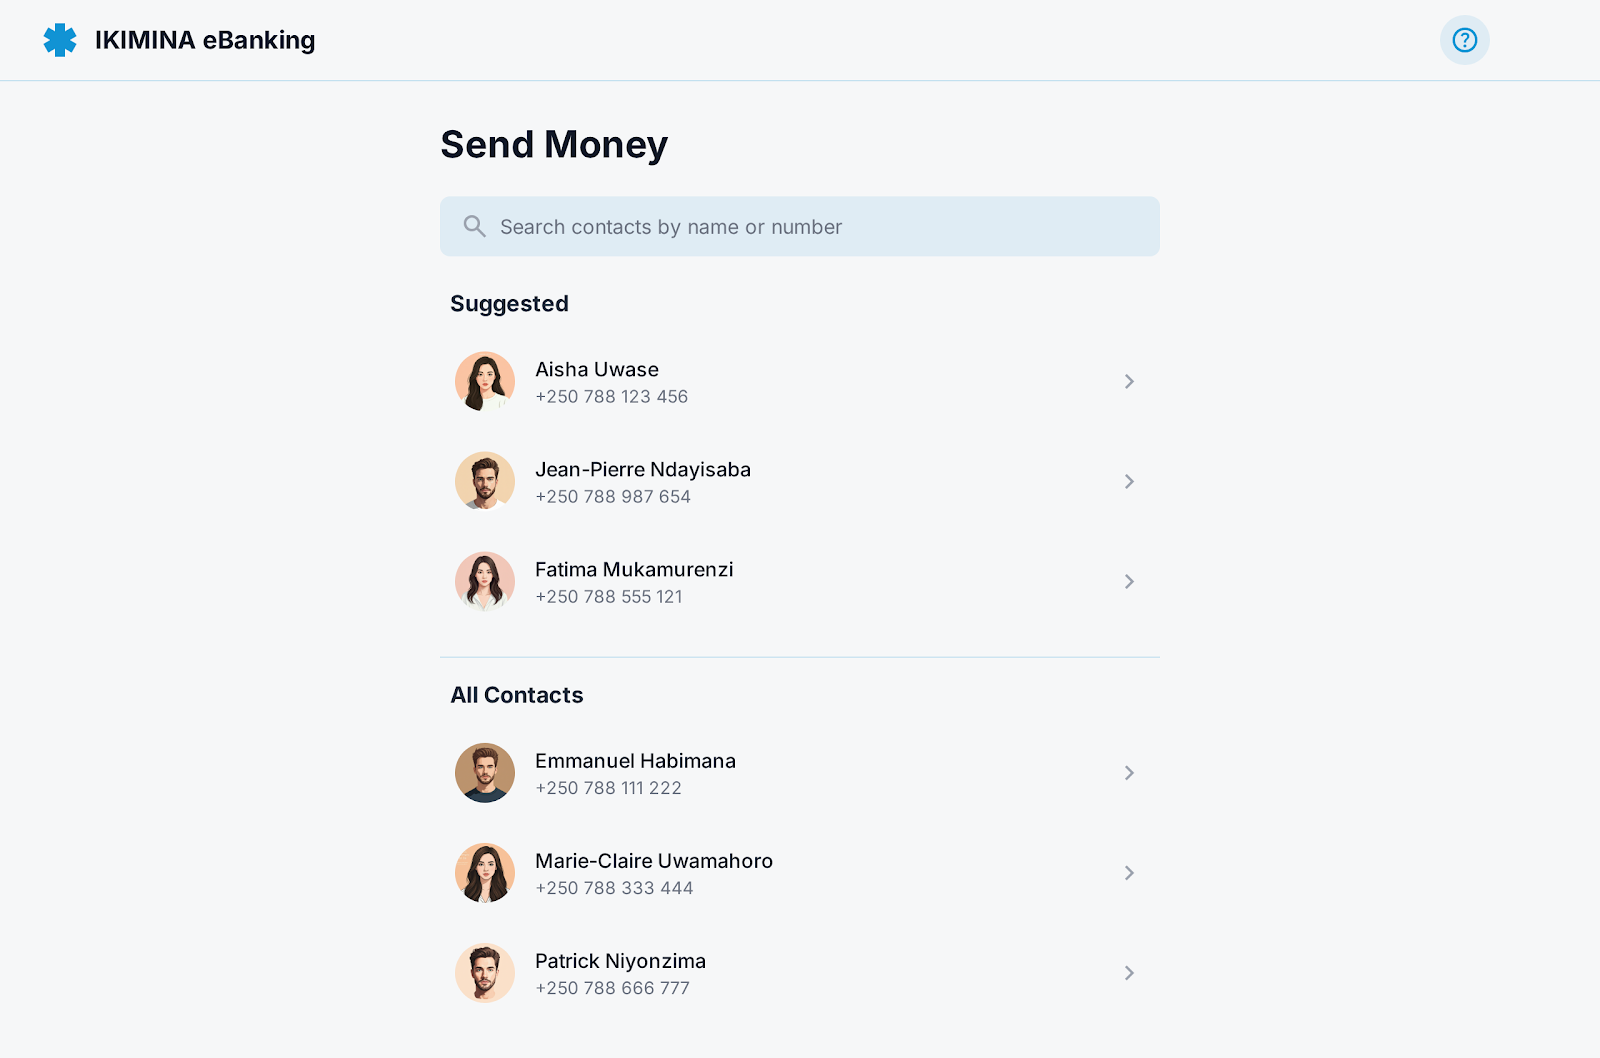 IKIMINA eBanking
Send Money
Search contacts by name or number
Suggested
Aisha Uwase
+250 788 123 456
Jean-Pierre Ndayisaba
+250 788 987 654
Fatima Mukamurenzi
+250 788 555 121
All Contacts
Emmanuel Habimana
+250 788 111 222
Marie-Claire Uwamahoro
+250 788 333 444
Patrick Niyonzima
+250 788 666 777